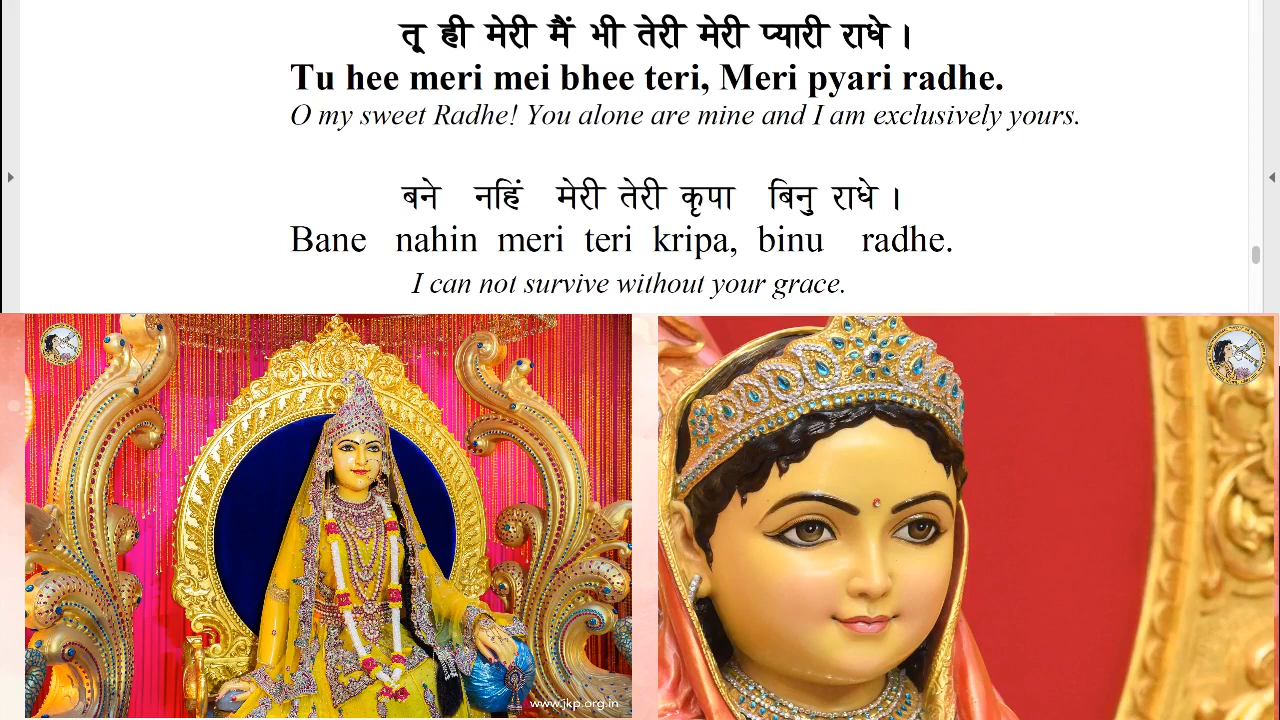 तू ही मेरी मैं भी तेरी मेरी प्यारी राधे ।
Tu hee meri mei bhee teri, Meri pyari radhe.
O my sweet Radhe! You alone are mine and I am exclusively yours.
बने नहिं मेरी तेरी कृपा बिनु राधे ।
Bane nahin meri teri kripa, binu radhe.
I can not survive without your grace.
www.jkp.org.in